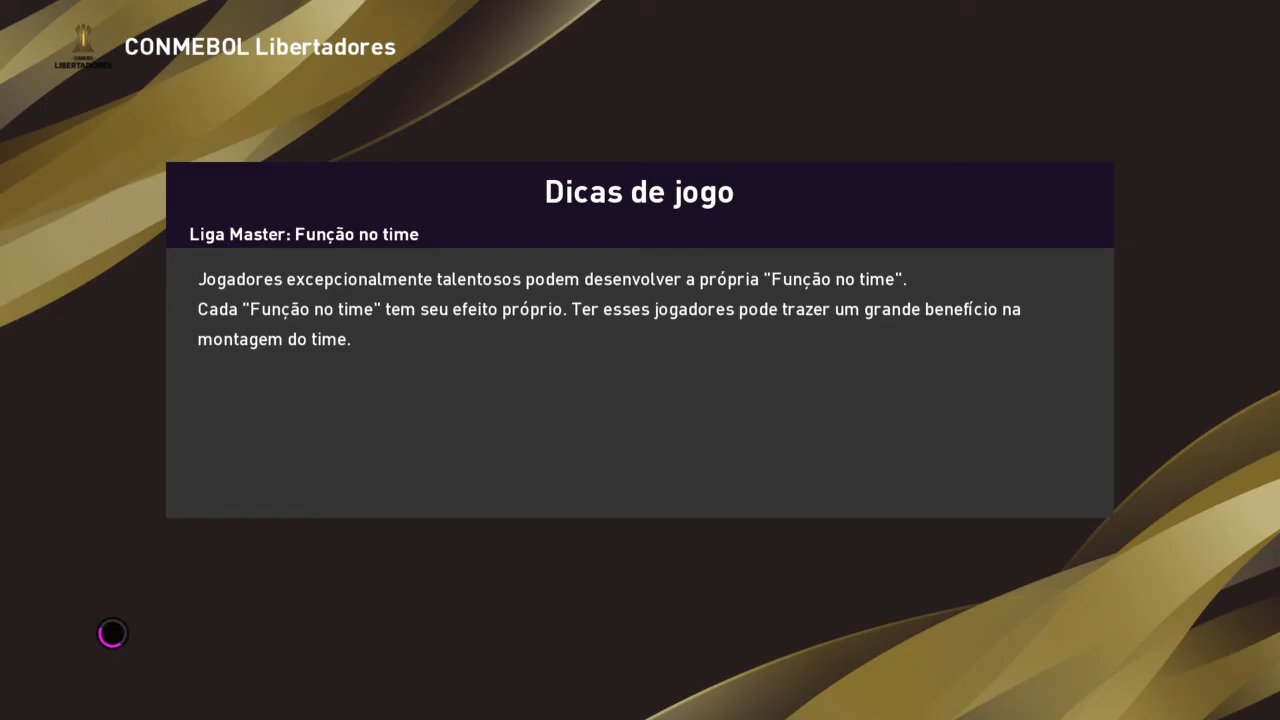 CONMEBOL
LIBERTADORES
CONMEBOL Libertadores
Dicas de jogo
Liga Master: Função no time
Jogadores excepcionalmente talentosos podem desenvolver a própria "Função no time".
Cada "Função no time" tem seu efeito próprio. Ter esses jogadores pode trazer um grande benefício na
montagem do time.